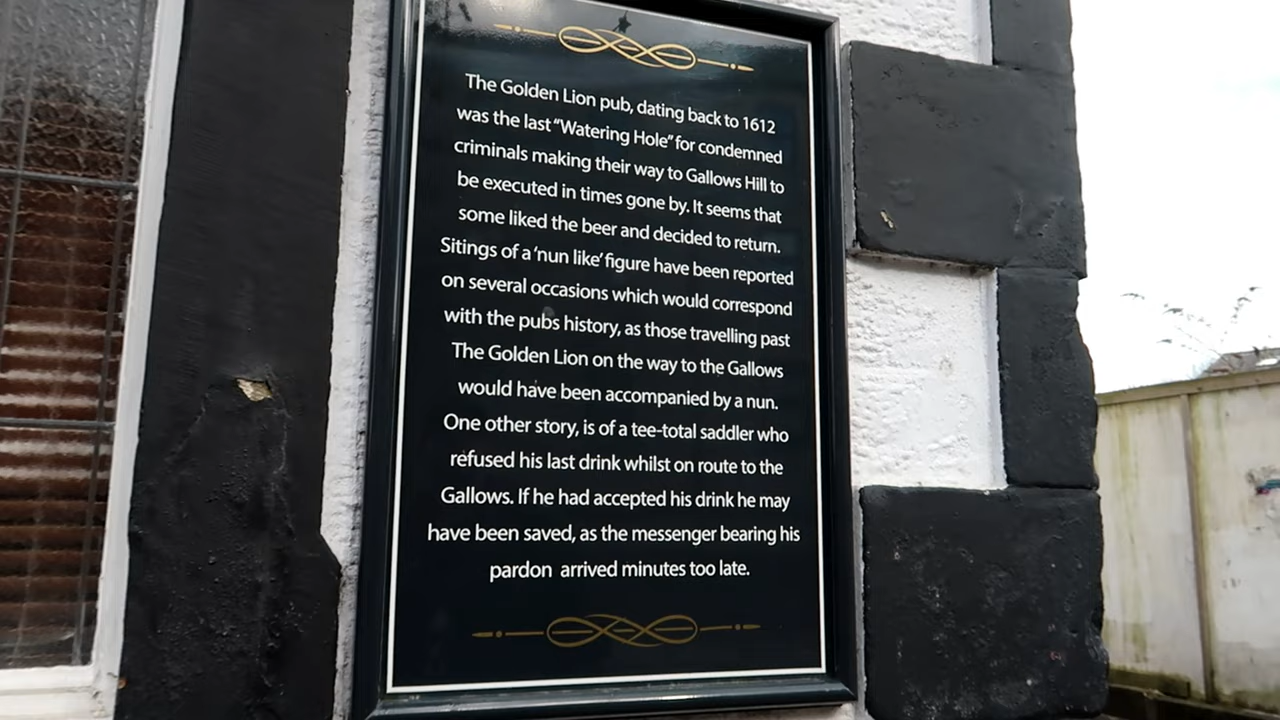 The Golden Lion pub, dating back to 1612
was the last "Watering Hole" for condemned
criminals making their way to Gallows Hill to
be executed in times gone by. It seems that
some liked the beer and decided to return.
Sitings of a 'nun like' figure have been reported
on several occasions which would correspond
with the pubs history, as those travelling past
The Golden Lion on the way to the Gallows
would have been accompanied by a nun.
One other story, is of a tee-total saddler who
refused his last drink whilst on route to the
Gallows. If he had accepted his drink he may
have been saved, as the messenger bearing his
pardon arrived minutes too late.